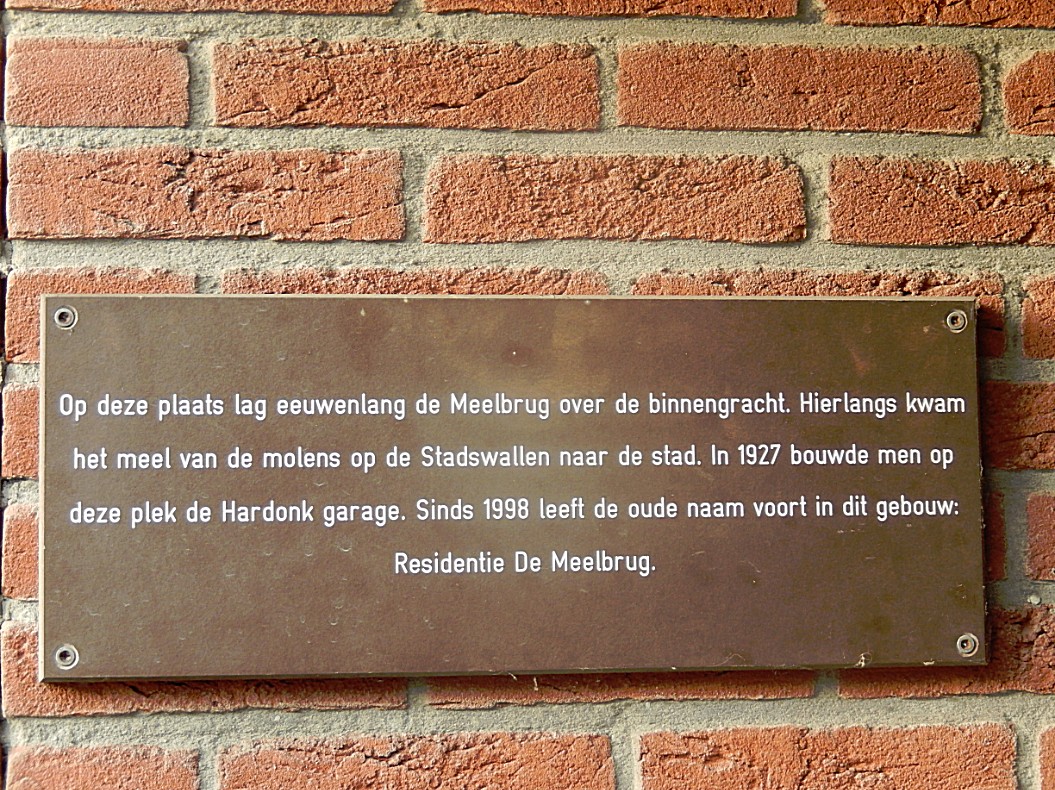 Op deze plaats lag eeuwenlang de Meelbrug over de binnengracht. Hierlangs kwam
het meel van de molens op de Stadswallen naar de stad. In 1927 bouwde men op
deze plek de Hardonk garage. Sinds 1998 leeft de oude naam voort in dit gebouw:
Residentie De Meelbrug.